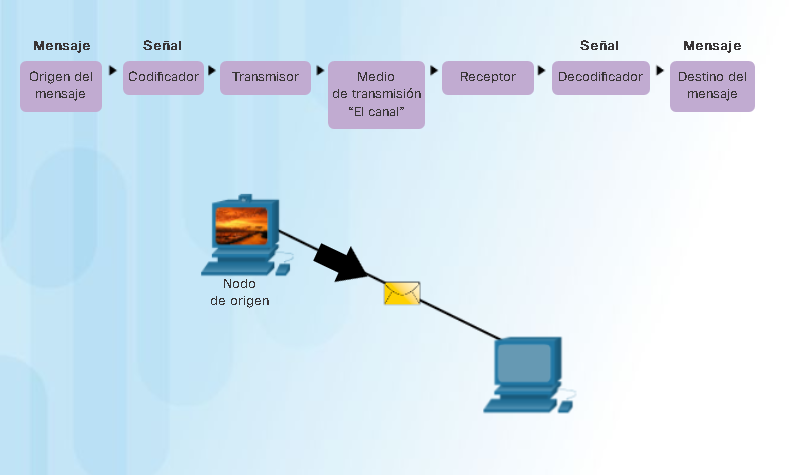 Mensaje
Señal
Señal
Mensaje
Origen del
mensaje
Codificador
Transmisor
Medio
de transmisión
“El canal”
Receptor
Decodificador
Destino del
mensaje
Nodo
de origen